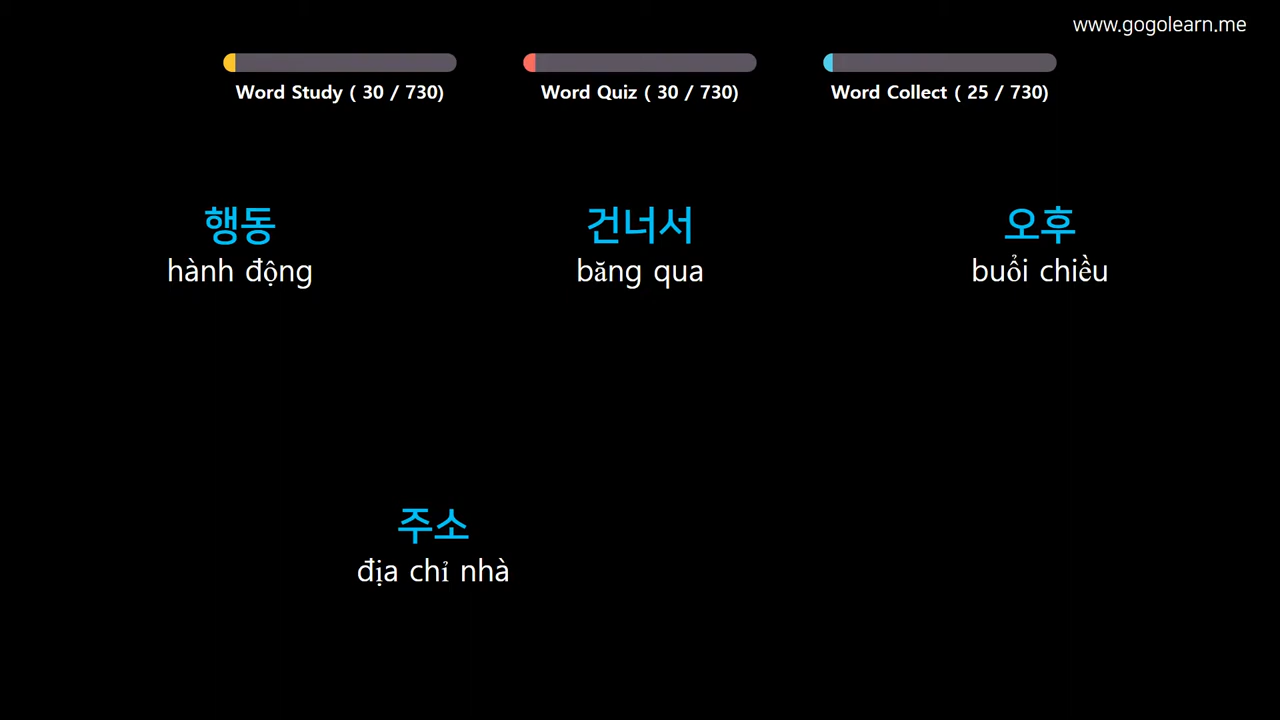 www.gogolearn.me
Word Study ( 30 / 730)
Word Quiz ( 30 / 730)
Word Collect ( 25 / 730)
행동
hành động
건너서
băng qua
오후
buổi chiều
주소
địa chỉ nhà